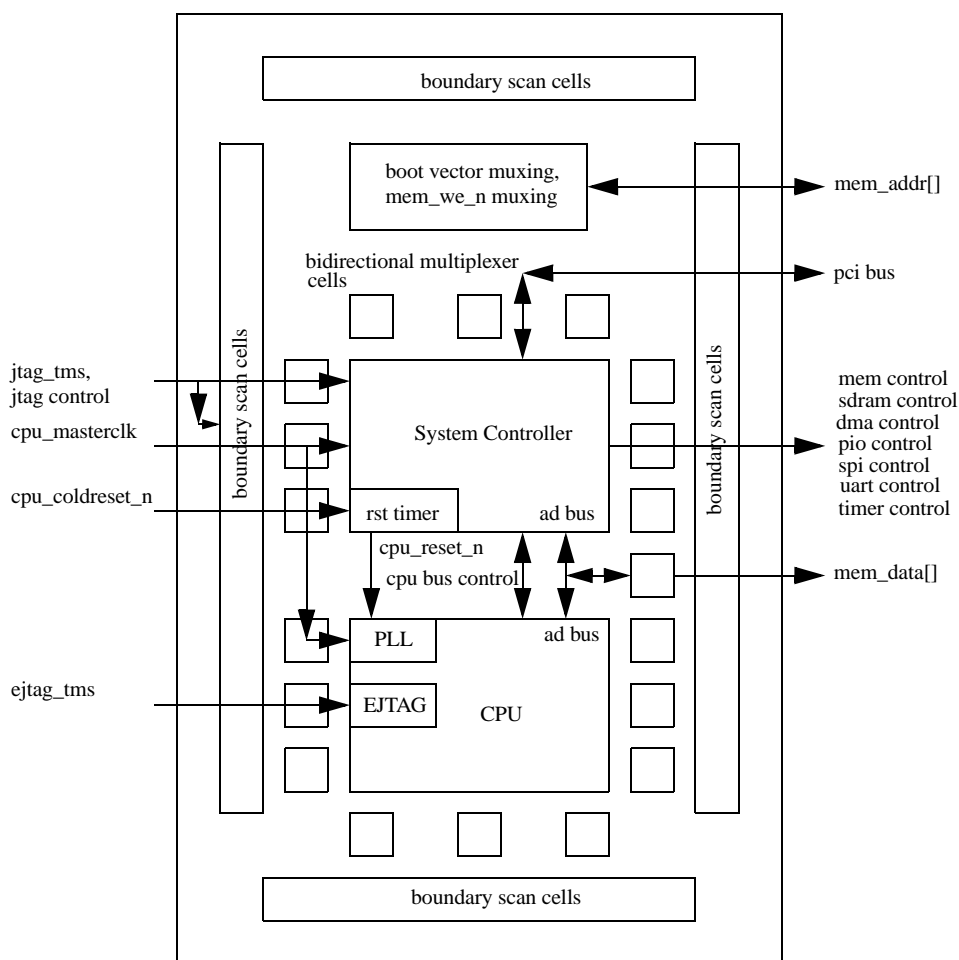 boundary scan cells
boot vector muxing,
mem_we_n muxing
mem_addr[]
bidirectional multiplexer
cells
pci bus
boundary scan cells
boundary scan cells
jtag_tms,
jtag control
cpu_masterclk
cpu_coldreset_n
System Controller
mem control
sdram control
dma control
pio control
spi control
uart control
timer control
rst timer
ad bus
cpu_reset_n
cpu bus control
mem_data[]
PLL
ad bus
ejtag_tms
EJTAG
CPU
boundary scan cells